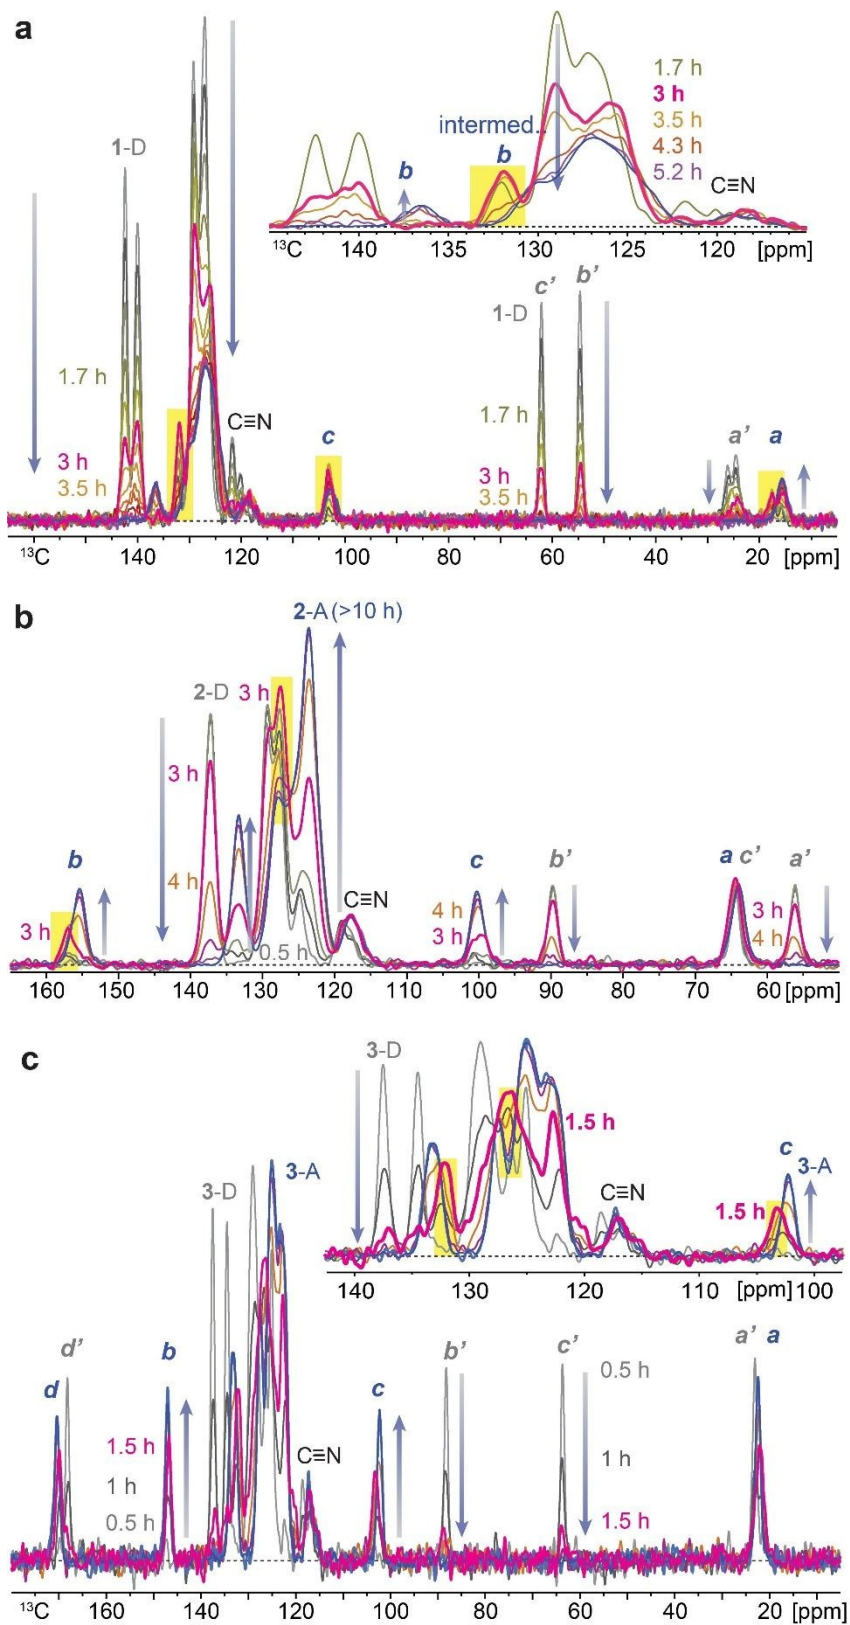 a
1-D
1.7 h
3 h
3.5 h
C≡N
intermed..
b
b
1.7 h
3 h
3.5 h
4.3 h
5.2 h
C≡N
13C 140 135 130 125 120 [ppm]
c
1-D
c’
b’
1.7 h
3 h
3.5 h
a’ a
13C 140 120 100 80 60 40 20 [ppm]
b
2-A (>10 h)
2-D
3 h
3 h
4 h
b
3 h
0.5 h
C≡N
c
4 h
3 h
b’
a c’
a’
3 h
4 h
160 150 140 130 120 110 100 90 80 70 60 [ppm]
c
3-D
1.5 h
C≡N
c
3-A
1.5 h
140 130 120 110 [ppm] 100
3-D
3-A
d’
d
b
1.5 h
1 h
0.5 h
C≡N
c
b’
c’
0.5 h
1 h
1.5 h
a’ a
13C 160 140 120 100 80 60 40 20 [ppm]